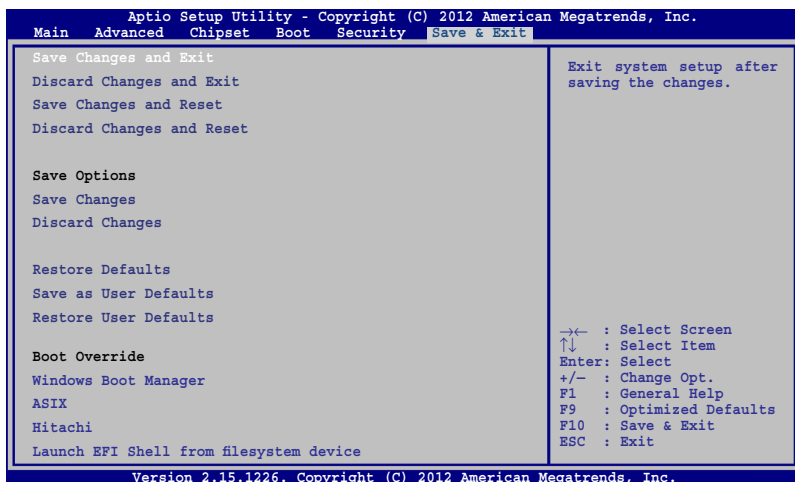 Aptio Setup Utility - Copyright (C) 2012 American Megatrends, Inc.
Main Advanced Chipset Boot Security Save & Exit
Save Changes and Exit
Discard Changes and Exit
Save Changes and Reset
Discard Changes and Reset
Save Options
Save Changes
Discard Changes
Restore Defaults
Save as User Defaults
Restore User Defaults
Boot Override
Windows Boot Manager
ASIX
Hitachi
Launch EFI Shell from filesystem device
Exit system setup after
saving the changes.
→← : Select Screen
↑↓ : Select Item
Enter: Select
+/− : Change Opt.
F1 : General Help
F9 : Optimized Defaults
F10 : Save & Exit
ESC : Exit
Version 2.15.1226. Copyright (C) 2012 American Megatrends, Inc.